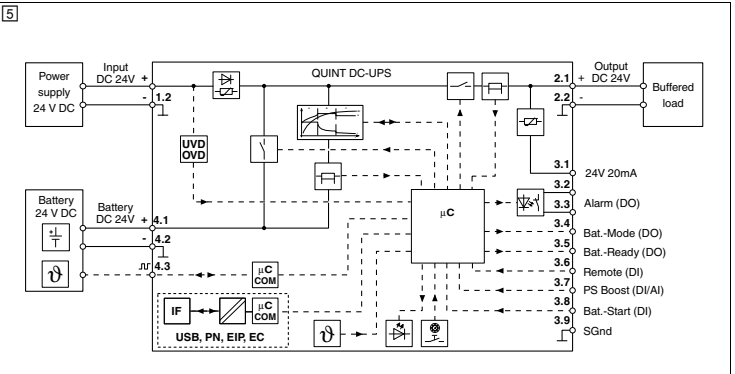 5
QUINT DC-UPS
Power
supply
24 V DC
Input
DC 24V +
-
1.2
UVD
OVD
2.1
+
Output
DC 24V
2.2
-
Buffered
load
Battery
24 V DC
+
Battery
DC 24V +
4.1
-
4.2
4.3
ϑ
µC
COM
µC
IF
µC
COM
USB, PN, EIP, EC
ϑ
3.1
24V 20mA
3.2
3.3
Alarm (DO)
3.4
Bat.-Mode (DO)
3.5
Bat.-Ready (DO)
3.6
Remote (DI)
3.7
PS Boost (DI/AI)
3.8
Bat.-Start (DI)
3.9
SGnd